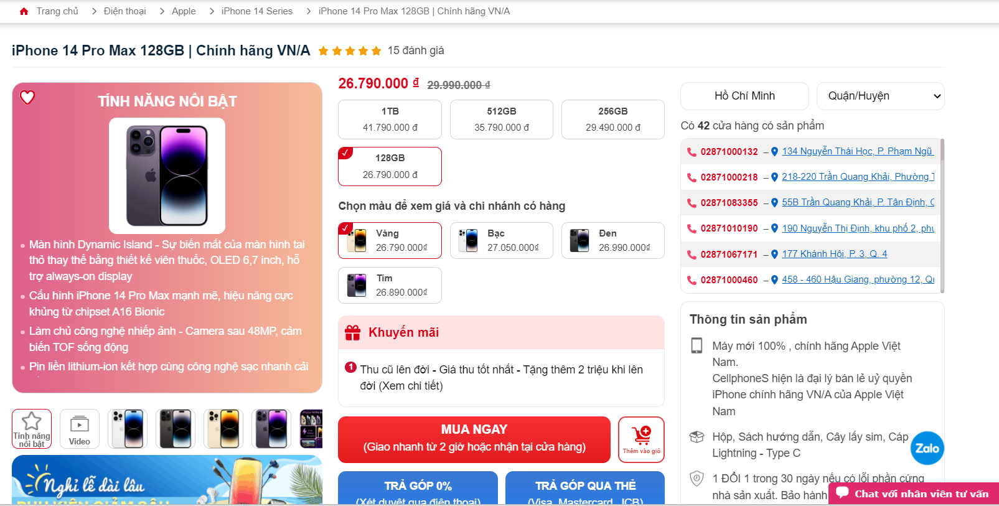 Trang chủ
Điện thoại
Apple
iPhone 14 Series
iPhone 14 Pro Max 128GB | Chính hãng VN/A
iPhone 14 Pro Max 128GB | Chính hãng VN/A
15 đánh giá
TÍNH NĂNG NỔI BẬT
Màn hình Dynamic Island - Sự biến mất của màn hình tai
thỏ thay thế bằng thiết kế viên thuốc, OLED 6,7 inch, hỗ
trợ always-on display
Cấu hình iPhone 14 Pro Max mạnh mẽ, hiệu năng cực
khủng từ chipset A16 Bionic
Làm chủ công nghệ nhiếp ảnh - Camera sau 48MP, cảm
biến TOF sống động
Pin liền lithium-ion kết hợp cùng công nghệ sạc nhanh cải
Tính năng
nổi bật
Video
Nghỉ lễ dài lâu
PHỤ KIỆN GIẢM SÂU
26.790.000 ₫
29.990.000 ₫
1TB
41.790.000 đ
512GB
35.790.000 đ
256GB
29.490.000 đ
128GB
26.790.000 đ
Chọn màu để xem giá và chi nhánh có hàng
Vàng
26.790.000₫
Bạc
27.050.000₫
Đen
26.990.000₫
Tím
26.890.000₫
Khuyến mãi
1
Thu cũ lên đời - Giá thu tốt nhất - Tặng thêm 2 triệu khi lên
đời (Xem chi tiết)
MUA NGAY
(Giao nhanh từ 2 giờ hoặc nhận tại cửa hàng)
Thêm vào giỏ
TRẢ GÓP 0%
(Xét duyệt qua điện thoại)
TRẢ GÓP QUA THẺ
(Visa, Mastercard, JCB)
Hồ Chí Minh
Quận/Huyện
Có 42 cửa hàng có sản phẩm
02871000132 – 134 Nguyễn Thái Học, P. Phạm Ngũ
02871000218 – 218-220 Trần Quang Khải, Phường T
02871083355 – 55B Trần Quang Khải, P. Tân Định,
02871010190 – 190 Nguyễn Thị Định, khu phố 2, phư
02871067171 – 177 Khánh Hội, P. 3, Q. 4
02871000460 – 458 - 460 Hậu Giang, phường 12, Qu
Thông tin sản phẩm
Máy mới 100% , chính hãng Apple Việt
Nam.
CellphoneS hiện là đại lý bán lẻ uỷ quyền
iPhone chính hãng VN/A của Apple Việt
Nam
Hộp, Sách hướng dẫn, Cây lấy sim, Cáp
Lightning - Type C
Zalo
1 ĐỔI 1 trong 30 ngày nếu có lỗi phần cứng
nhà sản xuất. Bảo hành
Chat với nhân viên tư vấn